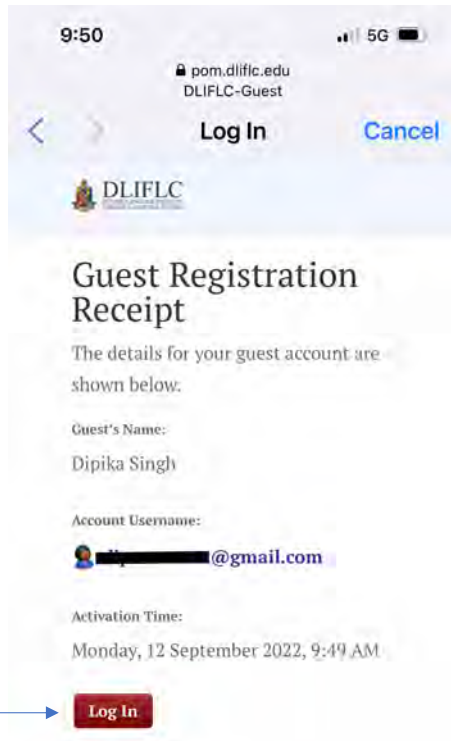 9:50
5G
pom.dliflc.edu
DLIFLC-Guest
Log In
Cancel
DLIFLC
Guest Registration
Receipt
The details for your guest account are
shown below.
Guest's Name:
Dipika Singh
Account Username:
@gmail.com
Activation Time:
Monday, 12 September 2022, 9:49 AM
Log In